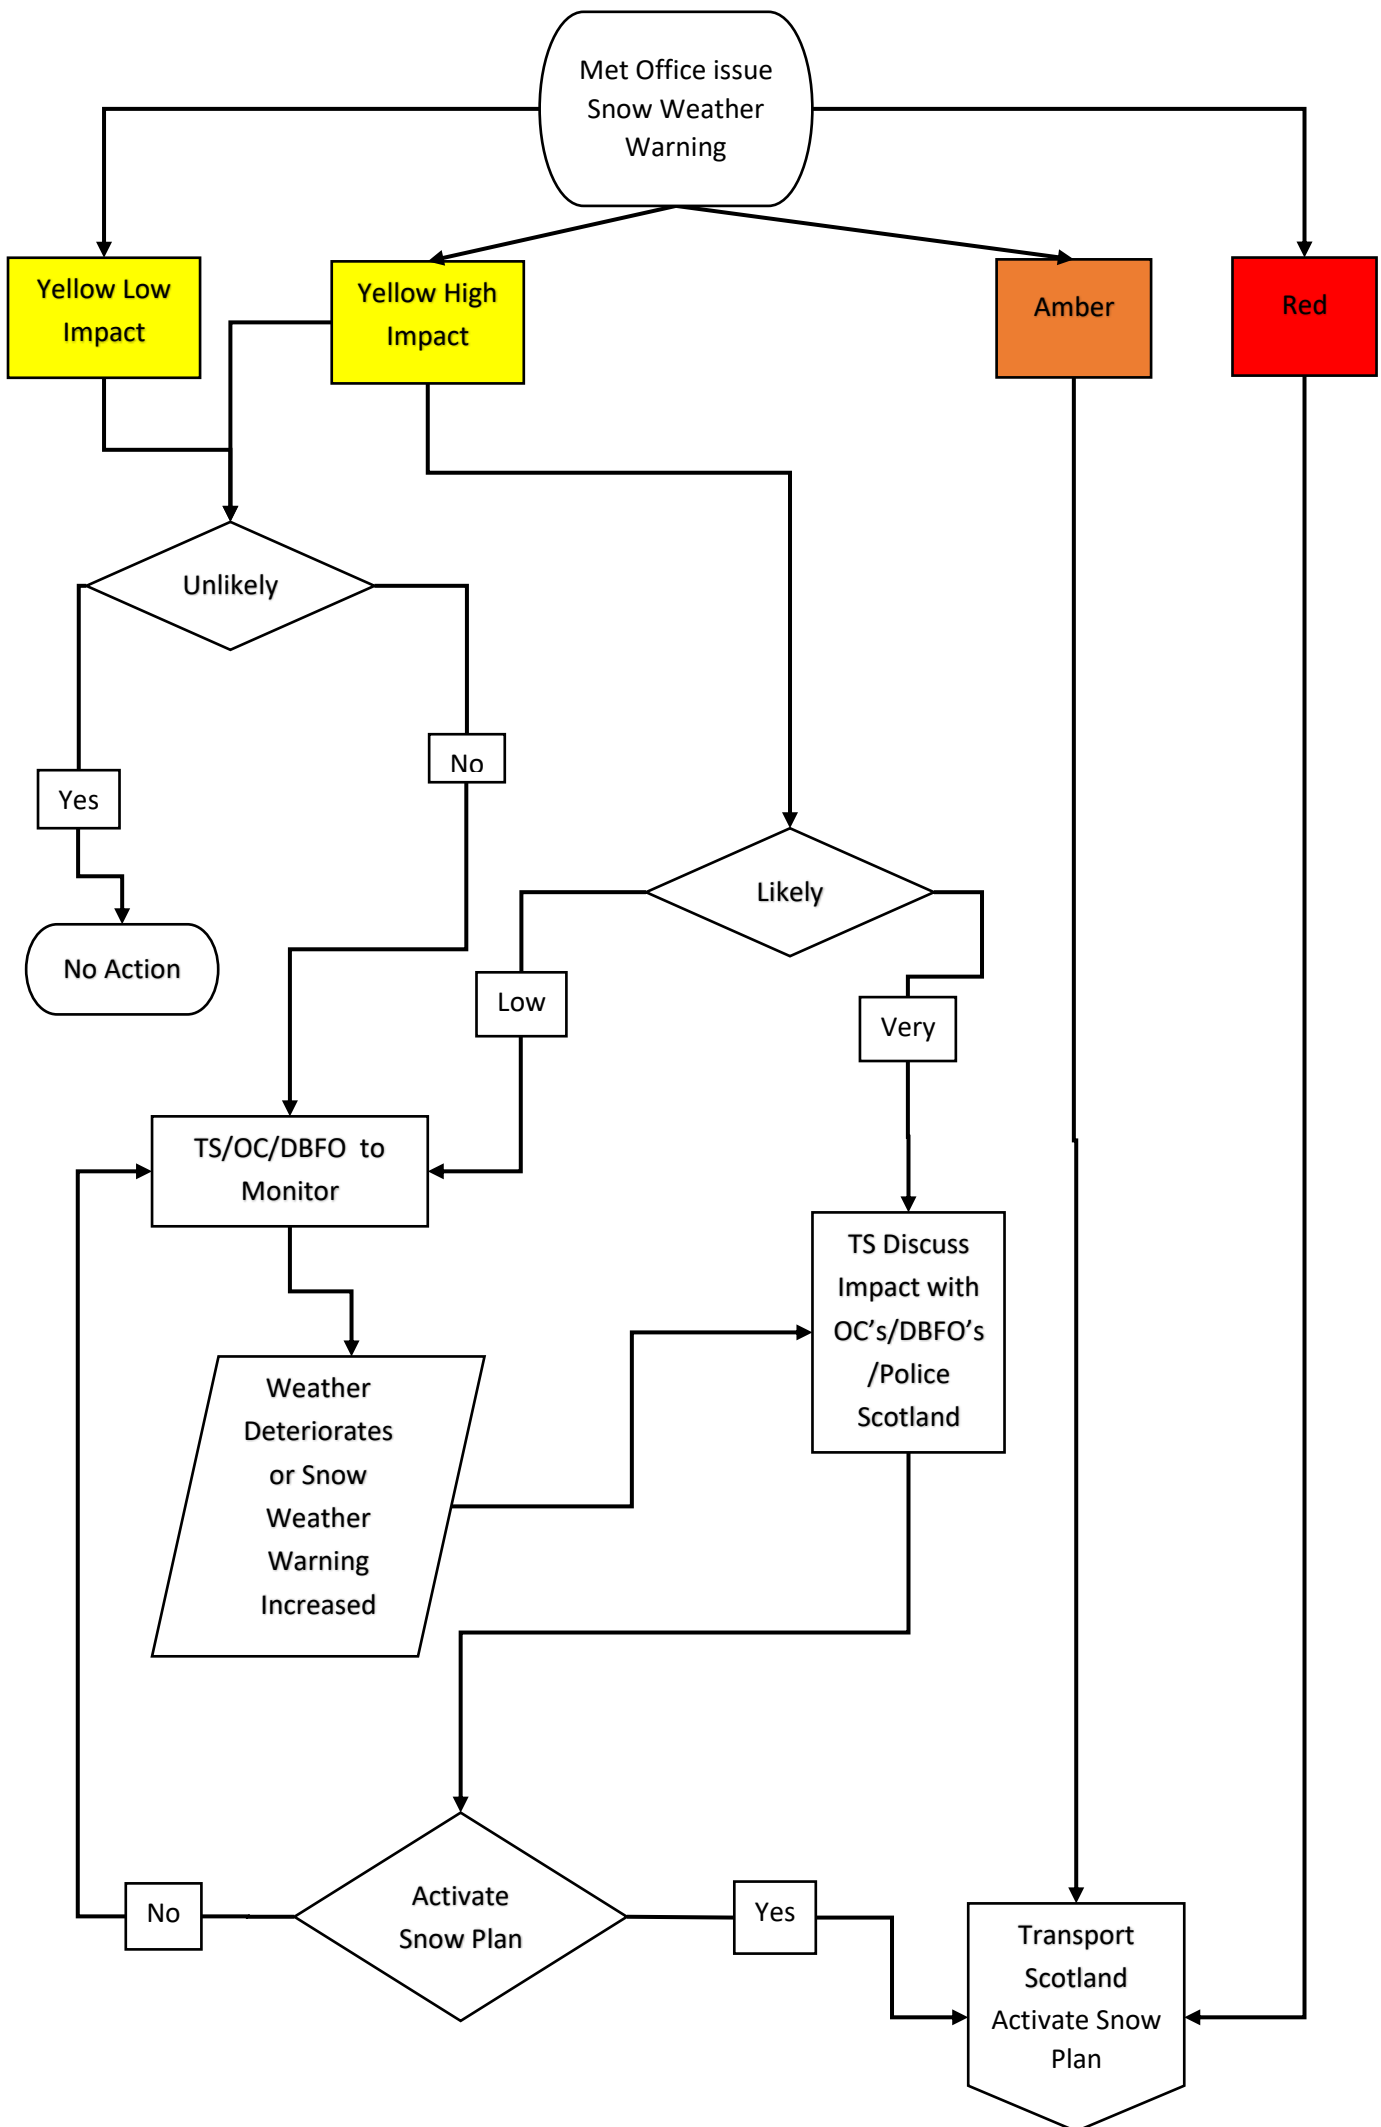 Met Office issue
Snow Weather
Warning
Yellow Low
Impact
Yellow High
Impact
Amber
Red
Unlikely
No
Yes
Likely
No Action
Low
Very
TS/OC/DBFO  to
Monitor
TS Discuss
Impact with
OC’s/DBFO’s
/Police
Scotland
Weather
Deteriorates
or Snow
Weather
Warning
Increased
Activate
Snow Plan
No
Yes
Transport
Scotland
Activate Snow
Plan